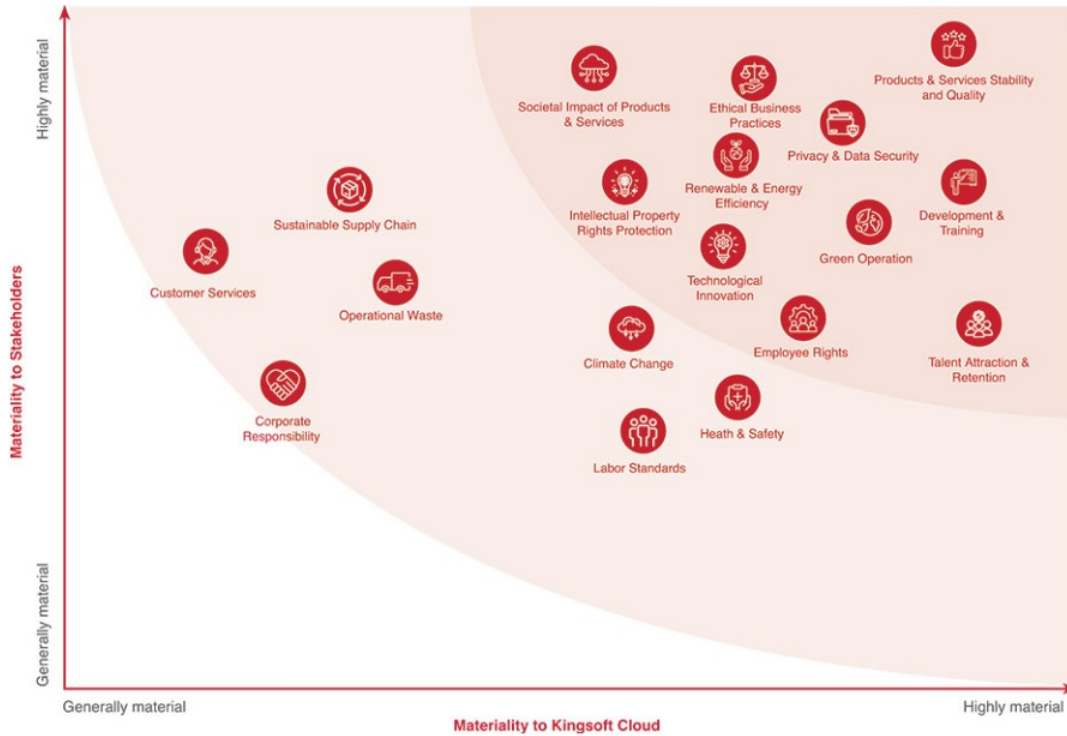 Highly material
Products & Services Stability
and Quality
Societal Impact of Products
& Services
Ethical Business
Practices
Privacy & Data Security
Renewable & Energy
Efficiency
Intellectual Property
Rights Protection
Development &
Training
Sustainable Supply Chain
Green Operation
Technological
Innovation
Customer Services
Operational Waste
Employee Rights
Climate Change
Talent Attraction &
Retention
Corporate
Responsibility
Heath & Safety
Labor Standards
Materiality to Stakeholders
Generally material
Generally material
Highly material
Materiality to Kingsoft Cloud